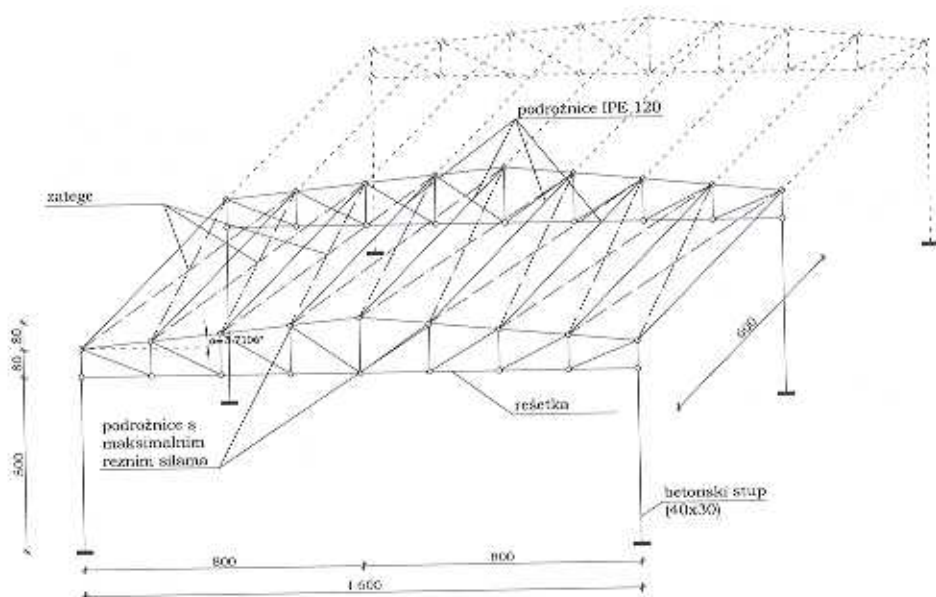 podrožnice IPE 120
zatege
α=5.7106°
80
80
500
600
rešetka
podrožnice s
maksimalnim
reznim silama
betonski stup
(40x30)
800
800
1 600